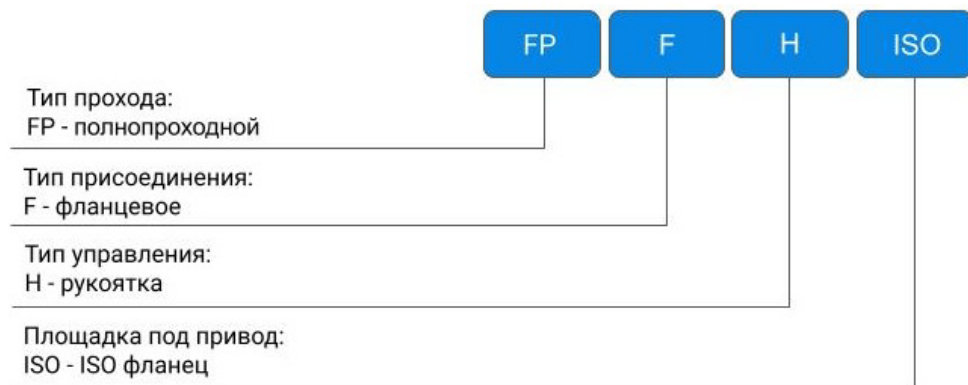 FP F H ISO
Тип прохода:
FP - полнопроходной
Тип присоединения:
F - фланцевое
Тип управления:
H - рукоятка
Площадка под привод:
ISO - ISO фланец